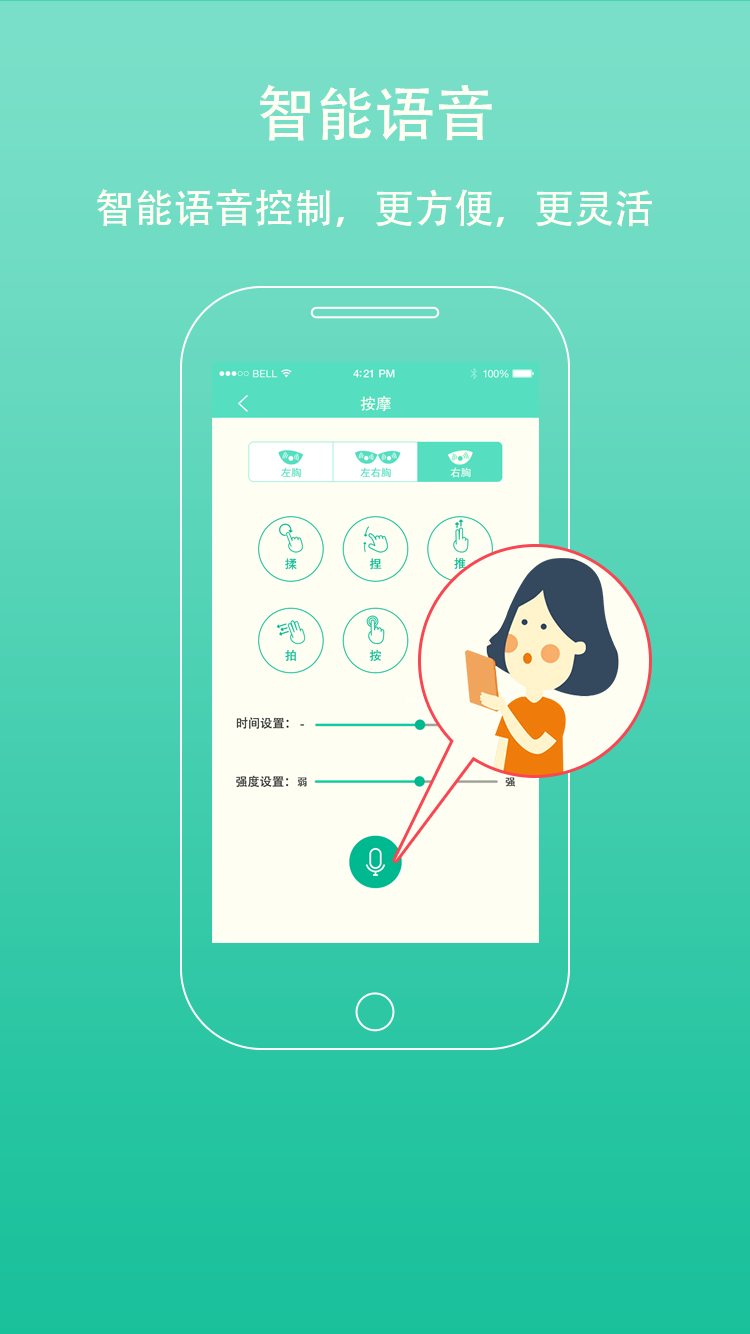 智能语音
智能语音控制，更方便，更灵活
BELL 4:21 PM 100%
按摩
左胸 左右胸 右胸
揉 捏 推
拍 按
时间设置： -
强度设置： 弱 强